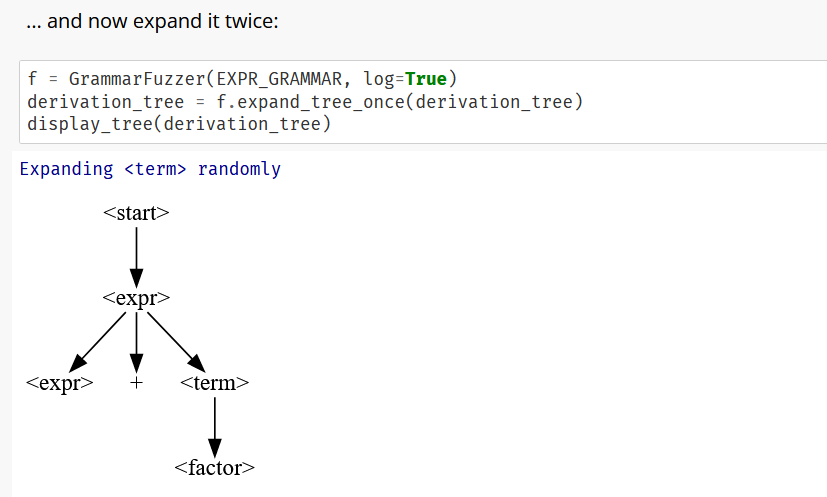 ... and now expand it twice:
f = GrammarFuzzer(EXPR_GRAMMAR, log=True)
derivation_tree = f.expand_tree_once(derivation_tree)
display_tree(derivation_tree)
Expanding <term> randomly
<start>
<expr>
<expr> + <term>
<factor>